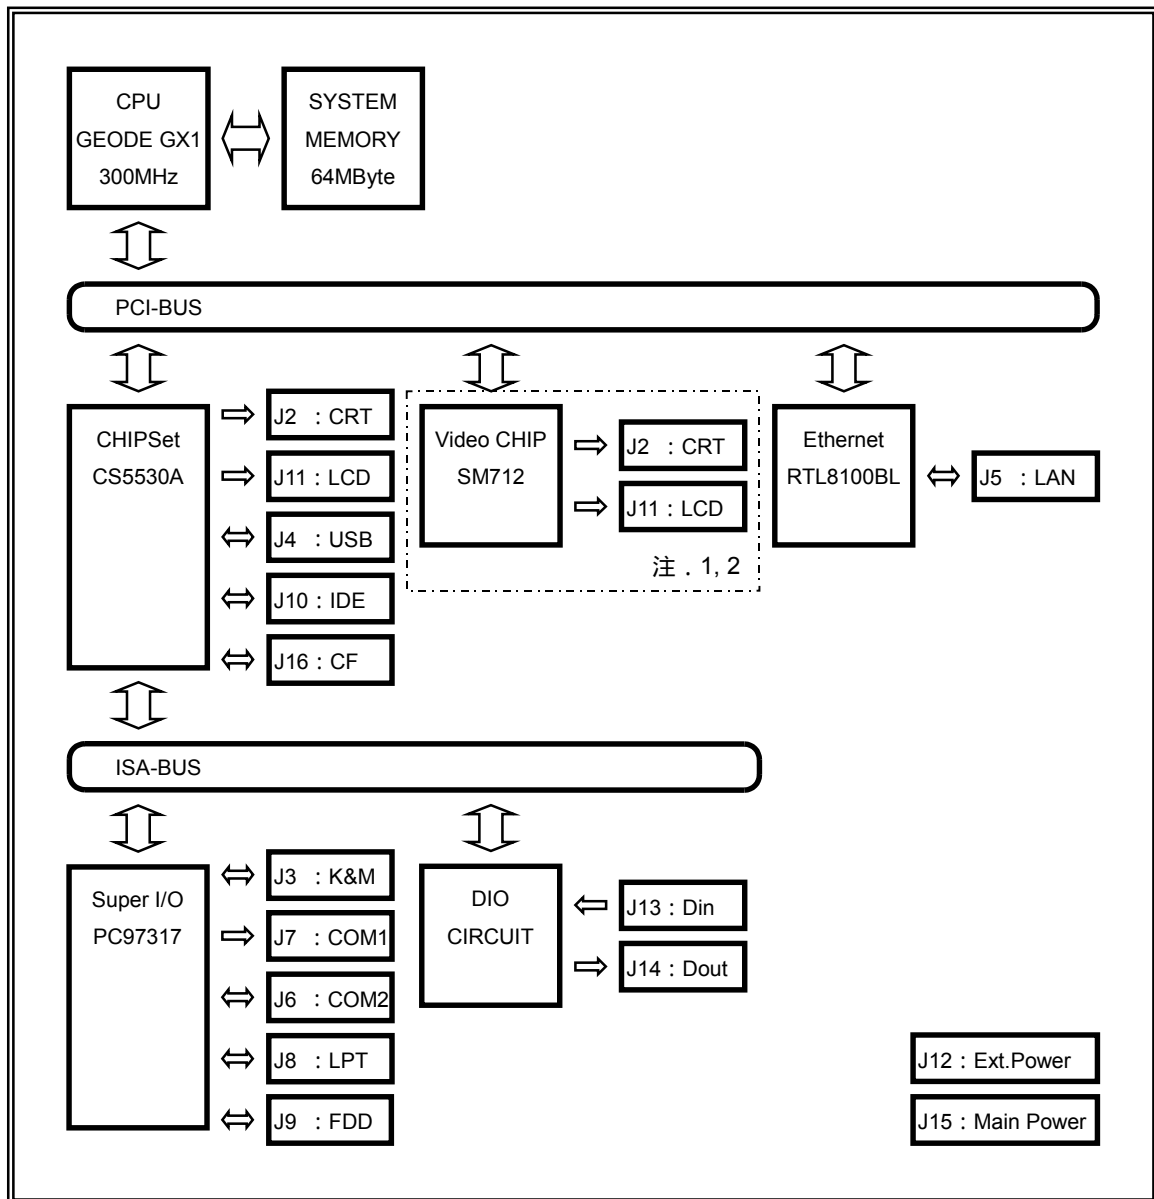 CPU
GEODE GX1
300MHz
SYSTEM
MEMORY
64MByte
PCI-BUS
CHIPSet
CS5530A
J2 ：CRT
J11：LCD
J4 ：USB
J10：IDE
J16：CF
Video CHIP
SM712
J2 ：CRT
J11：LCD
注．1, 2
Ethernet
RTL8100BL
J5 ：LAN
ISA-BUS
Super I/O
PC97317
J3 ：K&M
J7 ：COM1
J6 ：COM2
J8 ：LPT
J9 ：FDD
DIO
CIRCUIT
J13：Din
J14：Dout
J12：Ext.Power
J15：Main Power